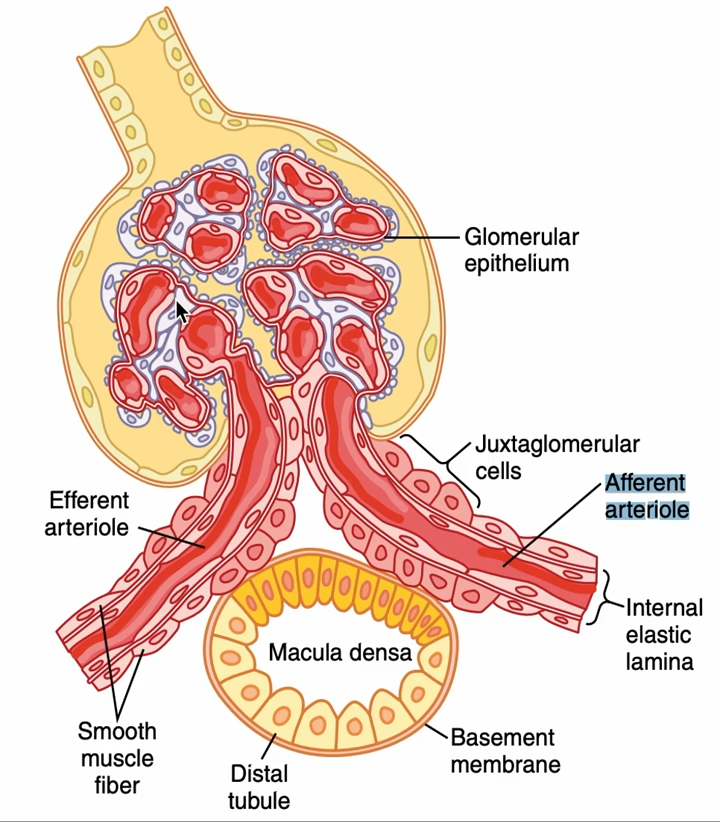 Glomerular
epithelium
Juxtaglomerular
cells
Afferent
arteriole
Efferent
arteriole
Internal
elastic
lamina
Macula densa
Smooth
muscle
fiber
Basement
membrane
Distal
tubule